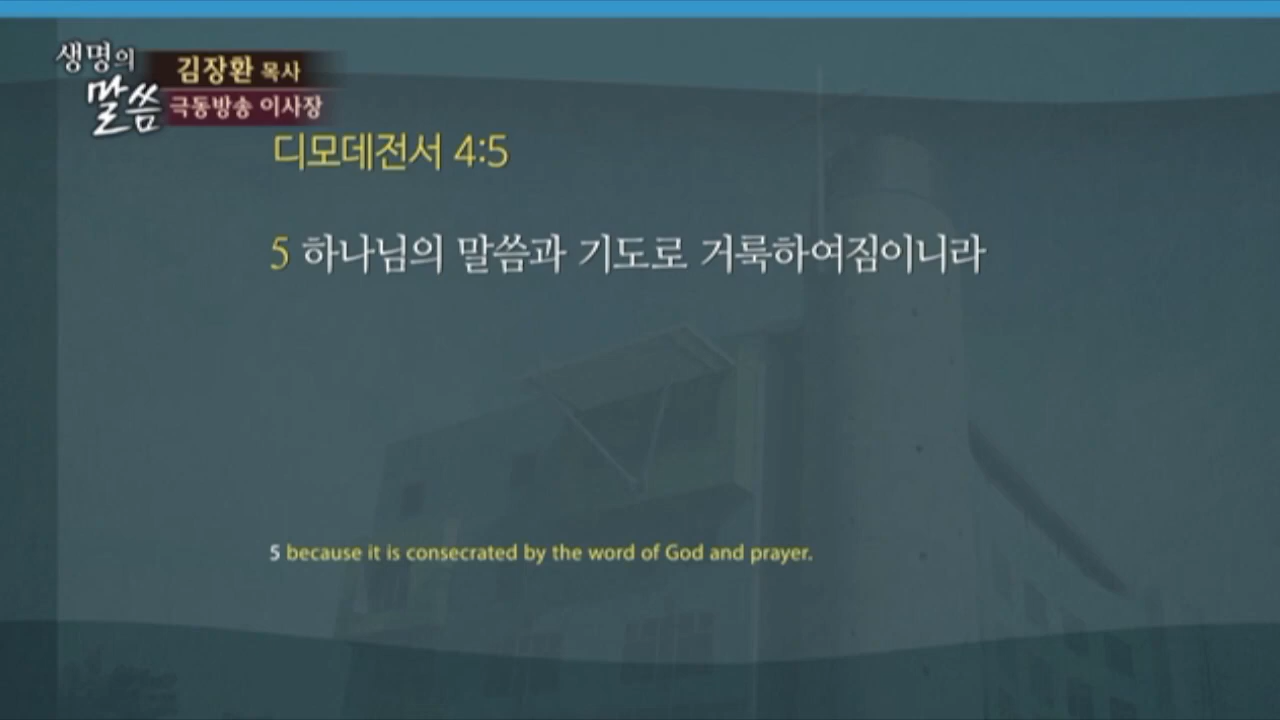 생명의
말씀
김장환 목사
극동방송 이사장
디모데전서 4:5
5 하나님의 말씀과 기도로 거룩하여짐이니라
5 because it is consecrated by the word of God and prayer.